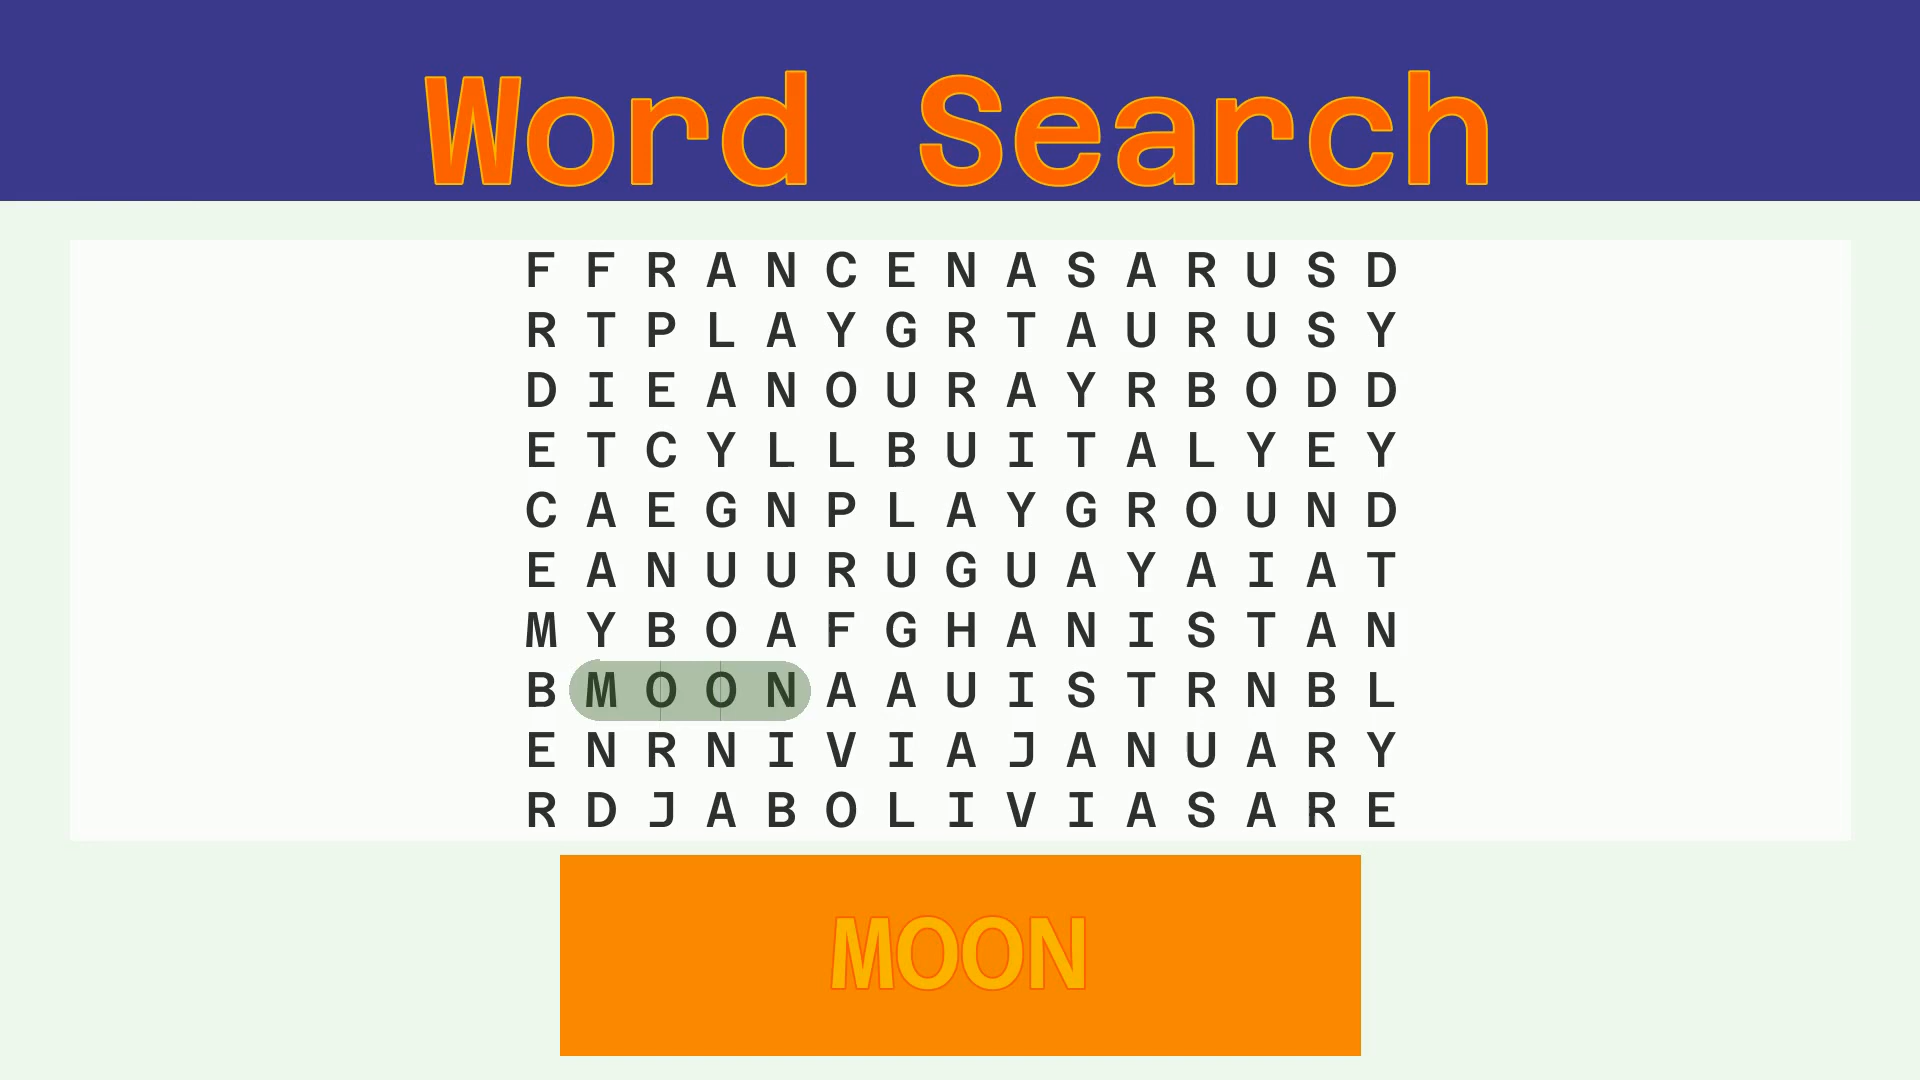 Word Search
F F R A N C E N A S A R U S D
R T P L A Y G R T A U R U S Y
D I E A N O U R A Y R B O D D
E T C Y L L B U I T A L Y E Y
C A E G N P L A Y G R O U N D
E A N U U R U G U A Y A I A T
M Y B O A F G H A N I S T A N
B M O O N A A U I S T R N B L
E N R N I V I A J A N U A R Y
R D J A B O L I V I A S A R E
MOON